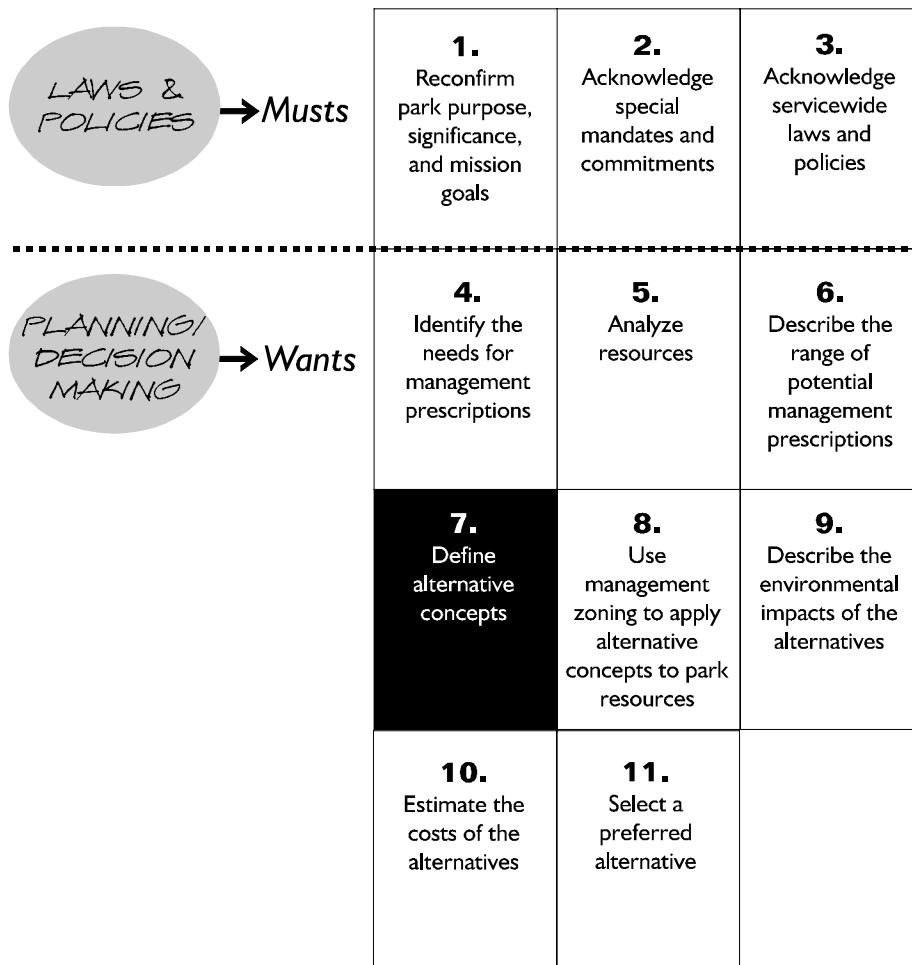 LAWS &
POLICIES
Musts
1.
Reconfirm
park purpose,
significance,
and mission
goals
2.
Acknowledge
special
mandates and
commitments
3.
Acknowledge
servicewide
laws and
policies
PLANNING/
DECISION
MAKING
Wants
4.
Identify the
needs for
management
prescriptions
5.
Analyze
resources
6.
Describe the
range of
potential
management
prescriptions
7.
Define
alternative
concepts
8.
Use
management
zoning to apply
alternative
concepts to park
resources
9.
Describe the
environmental
impacts of the
alternatives
10.
Estimate the
costs of the
alternatives
11.
Select a
preferred
alternative